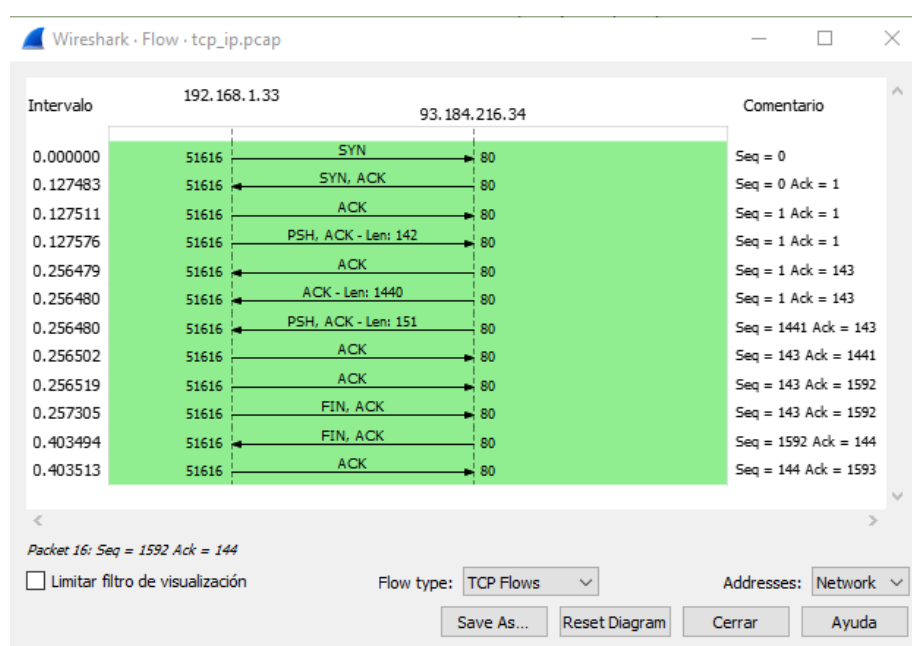 Wireshark · Flow · tcp_ip.pcap
Intervalo 192.168.1.33 93.184.216.34 Comentario
0.000000 51616 SYN 80 Seq = 0
0.127483 51616 SYN, ACK 80 Seq = 0 Ack = 1
0.127511 51616 ACK 80 Seq = 1 Ack = 1
0.127576 51616 PSH, ACK - Len: 142 80 Seq = 1 Ack = 1
0.256479 51616 ACK 80 Seq = 1 Ack = 143
0.256480 51616 ACK - Len: 1440 80 Seq = 1 Ack = 143
0.256480 51616 PSH, ACK - Len: 151 80 Seq = 1441 Ack = 143
0.256502 51616 ACK 80 Seq = 143 Ack = 1441
0.256519 51616 ACK 80 Seq = 143 Ack = 1592
0.257305 51616 FIN, ACK 80 Seq = 143 Ack = 1592
0.403494 51616 FIN, ACK 80 Seq = 1592 Ack = 144
0.403513 51616 ACK 80 Seq = 144 Ack = 1593
Packet 16: Seq = 1592 Ack = 144
Limitar filtro de visualización Flow type: TCP Flows Addresses: Network
Save As... Reset Diagram Cerrar Ayuda